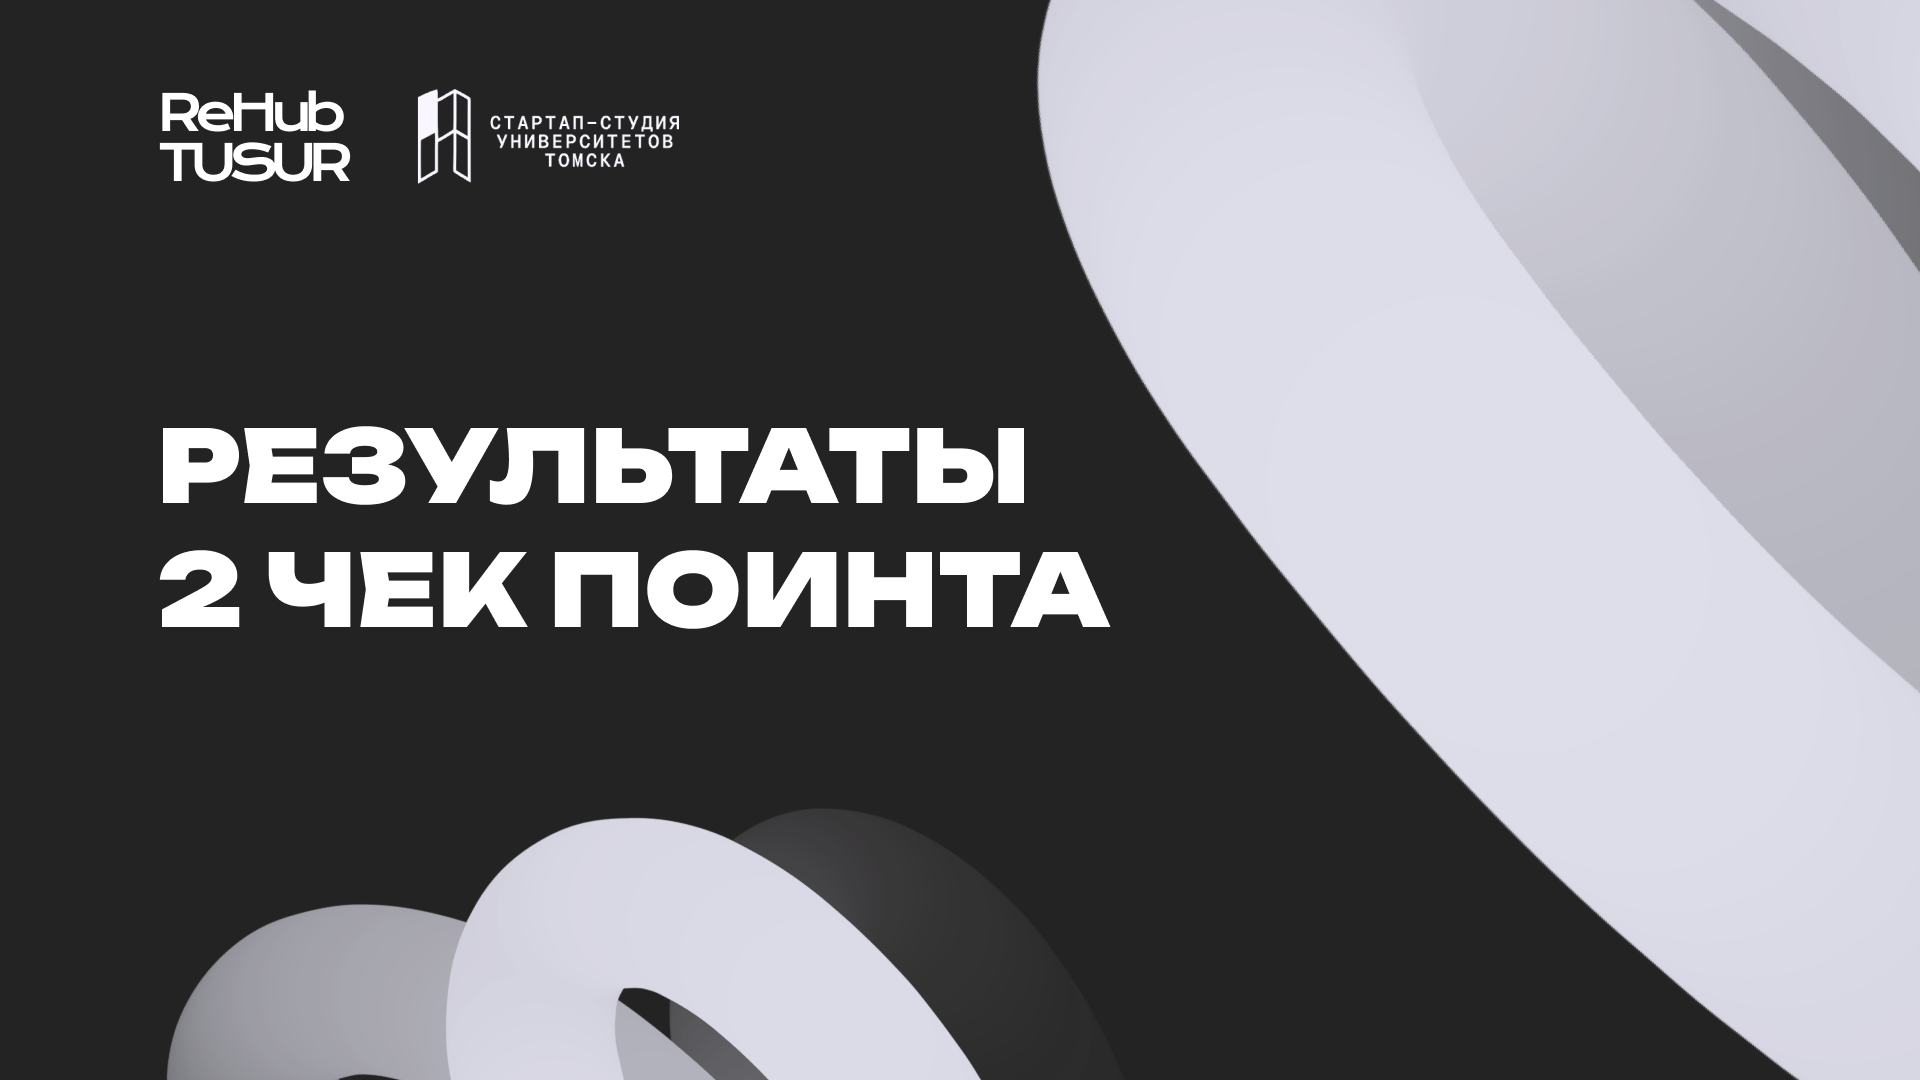 ReHub
TUSUR
СТАРТАП-СТУДИЯ
УНИВЕРСИТЕТОВ
ТОМСКА
РЕЗУЛЬТАТЫ
2 ЧЕК ПОИНТА